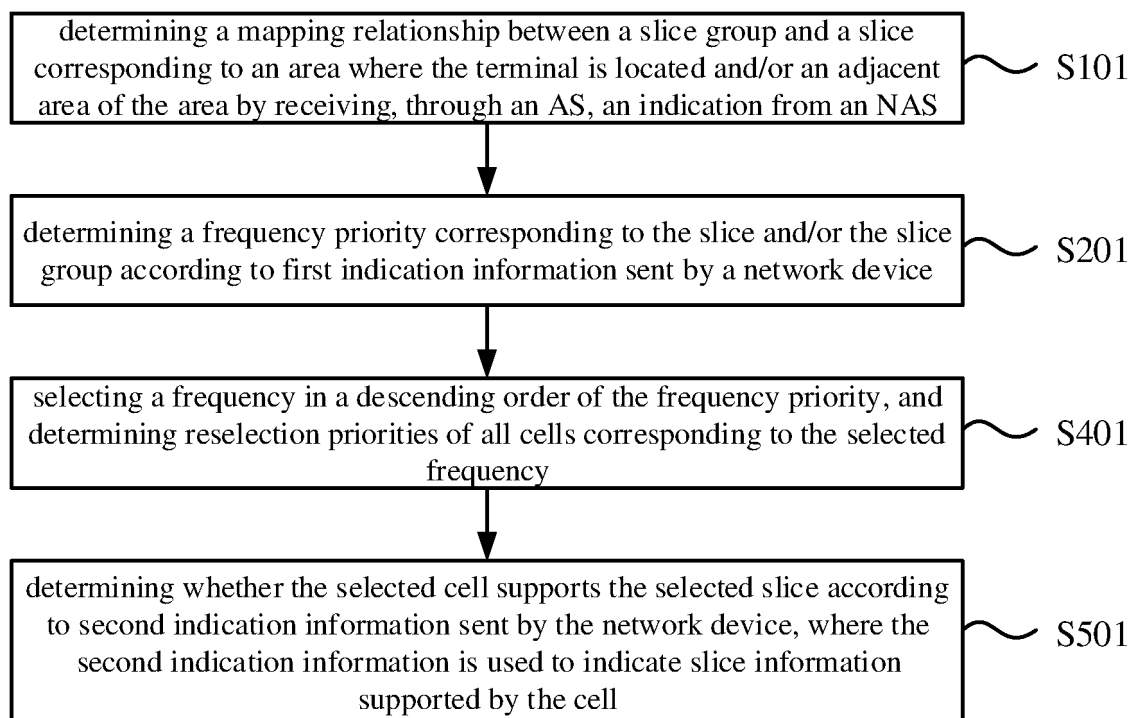 determining a mapping relationship between a slice group and a slice
corresponding to an area where the terminal is located and/or an adjacent
area of the area by receiving, through an AS, an indication from an NAS
S101
determining a frequency priority corresponding to the slice and/or the slice
group according to first indication information sent by a network device
S201
selecting a frequency in a descending order of the frequency priority, and
determining reselection priorities of all cells corresponding to the selected
frequency
S401
determining whether the selected cell supports the selected slice according
to second indication information sent by the network device, where the
second indication information is used to indicate slice information
supported by the cell
S501